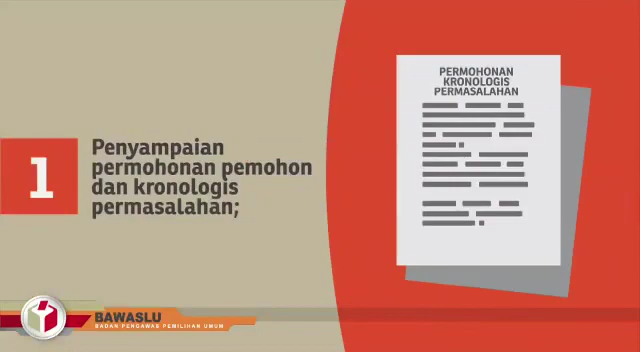 1
Penyampaian
permohonan pemohon
dan kronologis
permasalahan;
PERMOHONAN
KRONOLOGIS
PERMASALAHAN
BAWASLU
BADAN PENGAWAS PEMILIHAN UMUM